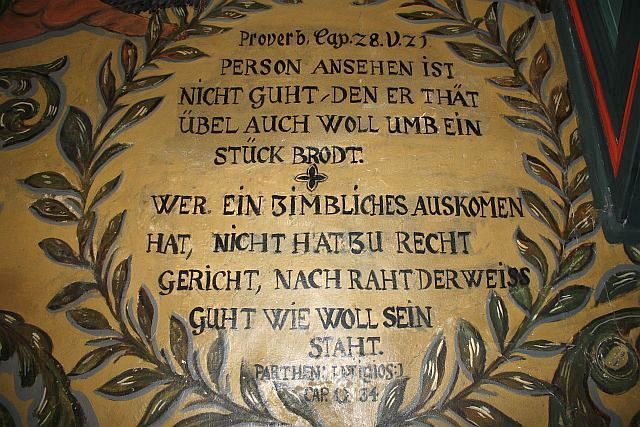 Proverb. Cap. 28. V. 21.
PERSON ANSEHEN IST
NICHT GUHT, DEN ER THÄT
ÜBEL AUCH WOLL UMB EIN
STÜCK BRODT.
WER. EIN ZIMBLICHES AUSKOMEN
HAT, NICHT HAT ZU RECHT
GERICHT, NACH RAHT DER WEISS
GUHT WIE WOLL SEIN
STAHT.
PARTHEN:
CAP. 34